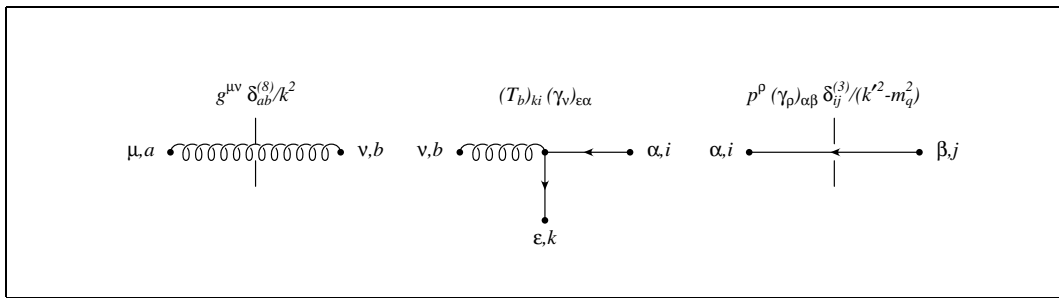 g^{μν} δ_{ab}^{(8)}/k^2
(T_b)_{ki} (γ_ν)_{εα}
p^ρ (γ_ρ)_{αβ} δ_{ij}^{(3)}/(k'^2-m_q^2)
μ,a ν,b ν,b α,i α,i β,j
ε,k